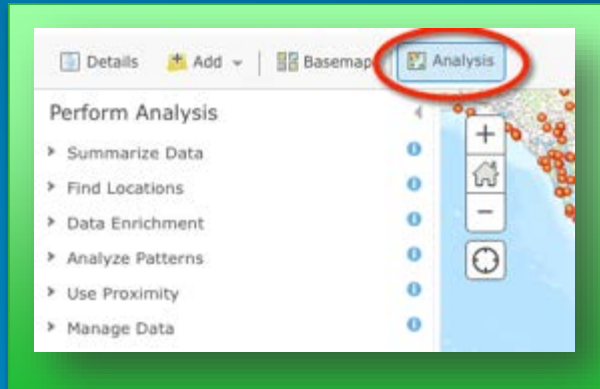 Details Add Basemap Analysis
Perform Analysis
Summarize Data
Find Locations
Data Enrichment
Analyze Patterns
Use Proximity
Manage Data